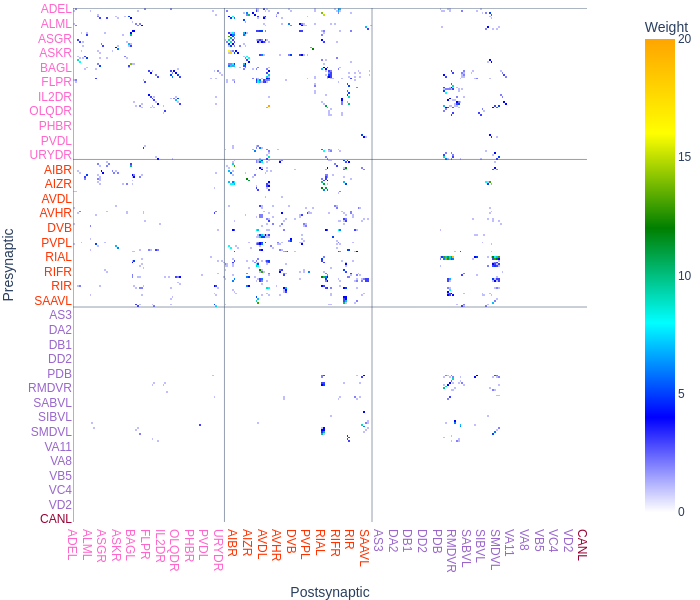 Weight
20
15
10
5
0
Presynaptic
ADEL
ALML
ASGR
ASKR
BAGL
FLPR
IL2DR
OLQDR
PHBR
PVDL
URYDR
AIBR
AIZR
AVDL
AVHR
DVB
PVPL
RIAL
RIFR
RIR
SAAVL
AS3
DA2
DB1
DD2
PDB
RMDVR
SABVL
SIBVL
SMDVL
VA11
VA8
VB5
VC4
VD2
CANL
ADEL
ALML
ASGR
ASKR
BAGL
FLPR
IL2DR
OLQDR
PHBR
PVDL
URYDR
AIBR
AIZR
AVDL
AVHR
DVB
PVPL
RIAL
RIFR
RIR
SAAVL
AS3
DA2
DB1
DD2
PDB
RMDVR
SABVL
SIBVL
SMDVL
VA11
VA8
VB5
VC4
VD2
CANL
Postsynaptic